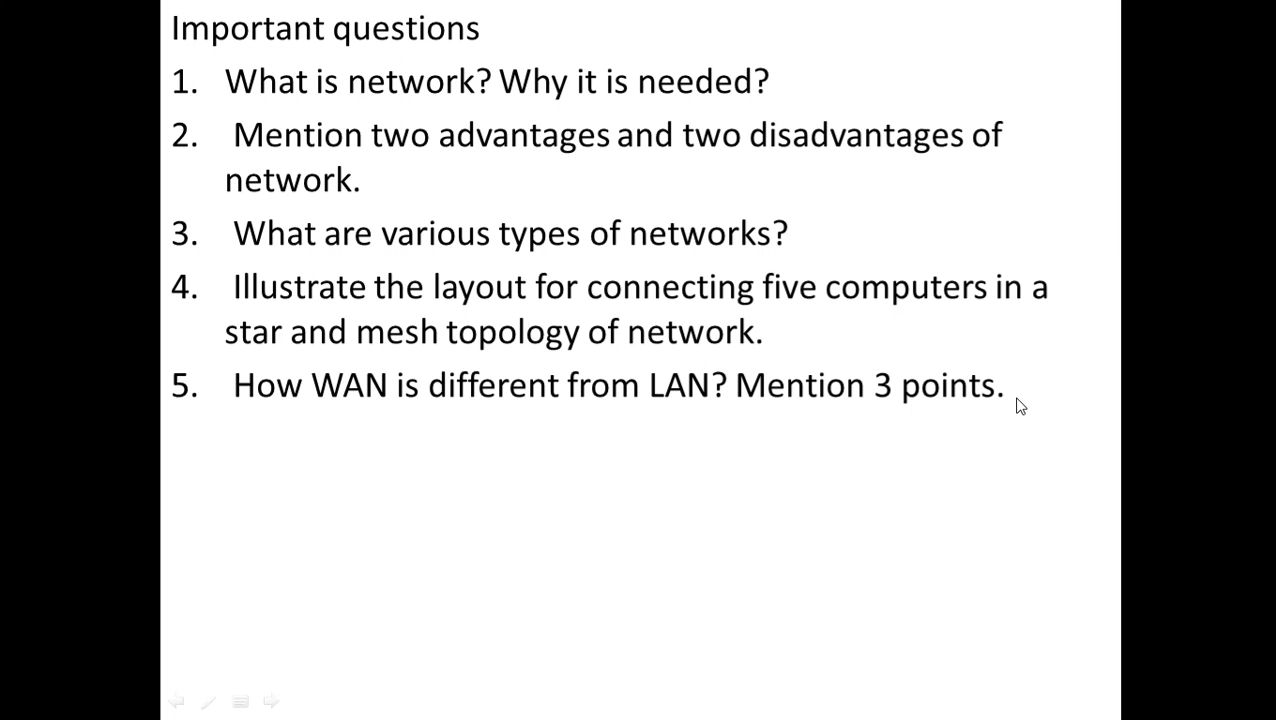 Important questions
1. What is network? Why it is needed?
2. Mention two advantages and two disadvantages of
network.
3. What are various types of networks?
4. Illustrate the layout for connecting five computers in a
star and mesh topology of network.
5. How WAN is different from LAN? Mention 3 points.